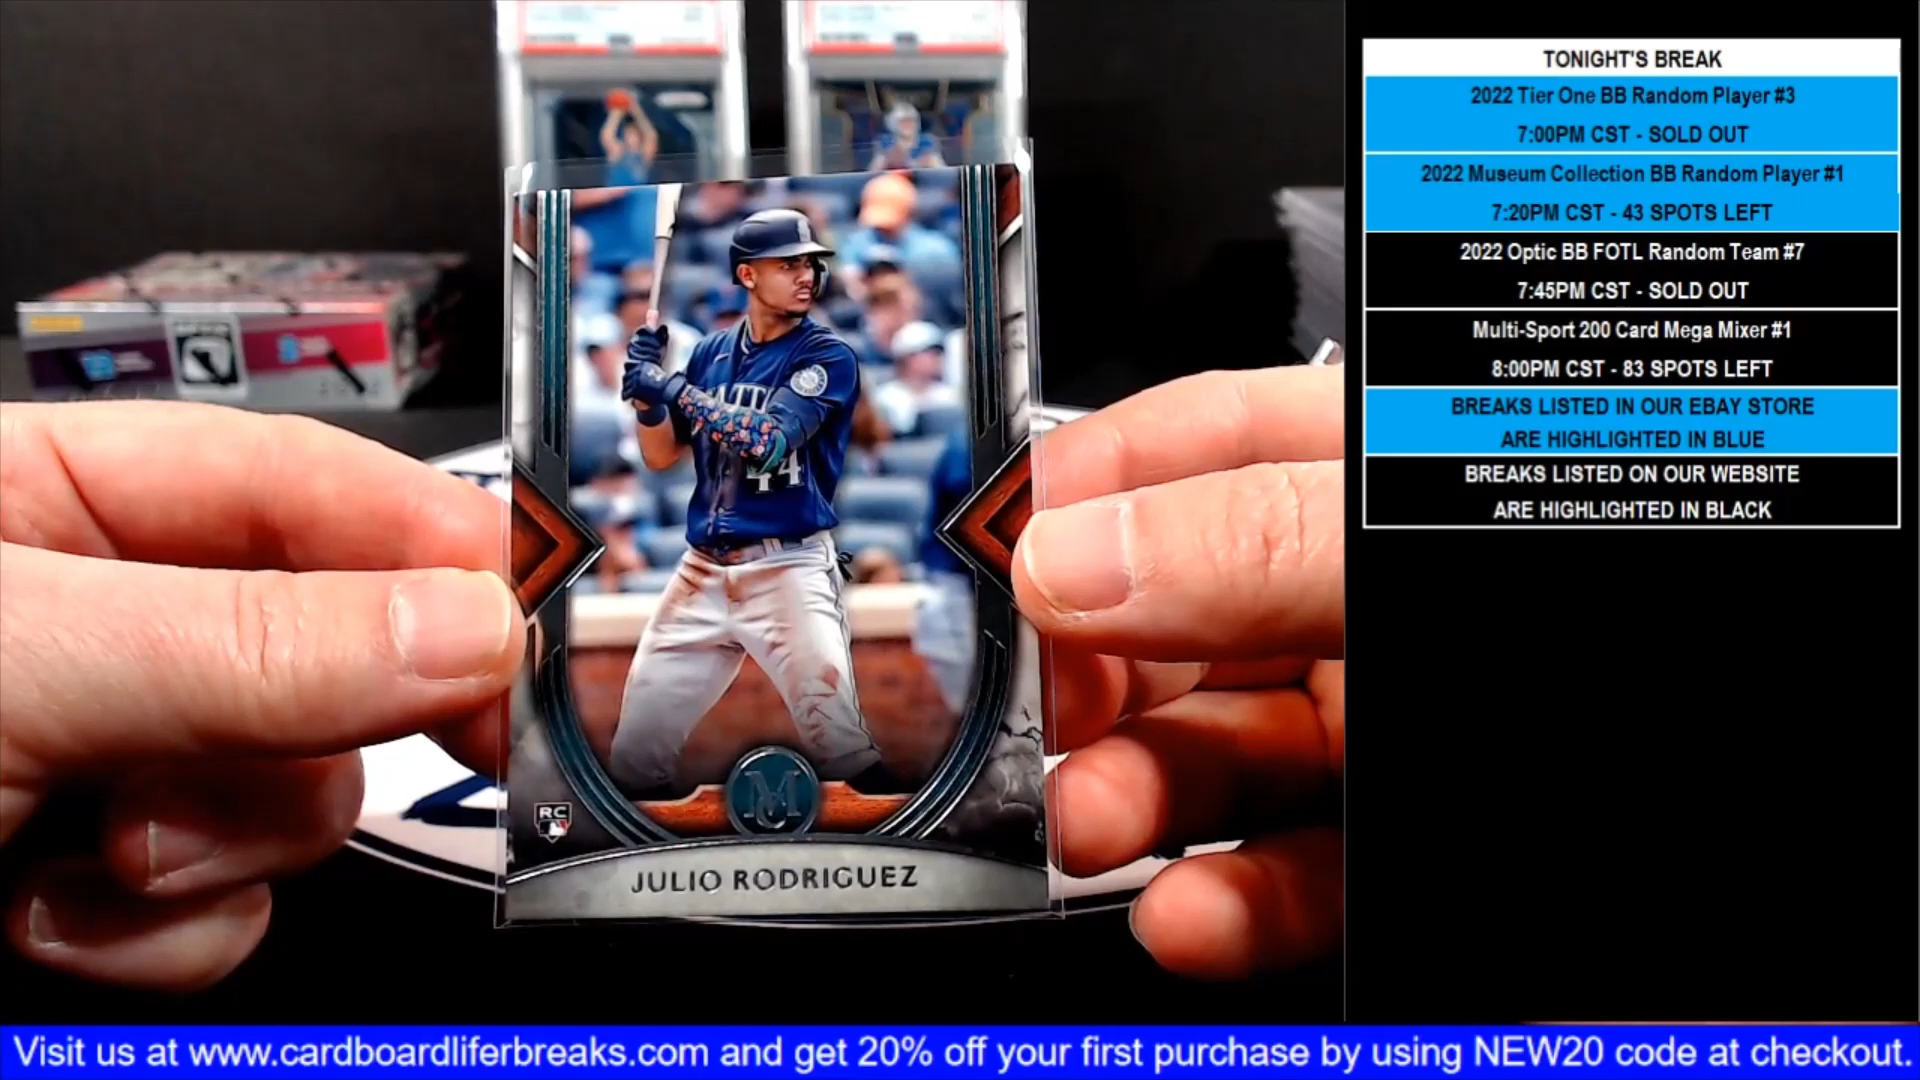 TONIGHT'S BREAK
2022 Tier One BB Random Player #3
7:00PM CST - SOLD OUT
2022 Museum Collection BB Random Player #1
7:20PM CST - 43 SPOTS LEFT
2022 Optic BB FOTL Random Team #7
7:45PM CST - SOLD OUT
Multi-Sport 200 Card Mega Mixer #1
8:00PM CST - 83 SPOTS LEFT
BREAKS LISTED IN OUR EBAY STORE
ARE HIGHLIGHTED IN BLUE
BREAKS LISTED ON OUR WEBSITE
ARE HIGHLIGHTED IN BLACK
44
MC
RC
JULIO RODRIGUEZ
Visit us at www.cardboardliferbreaks.com and get 20% off your first purchase by using NEW20 code at checkout.